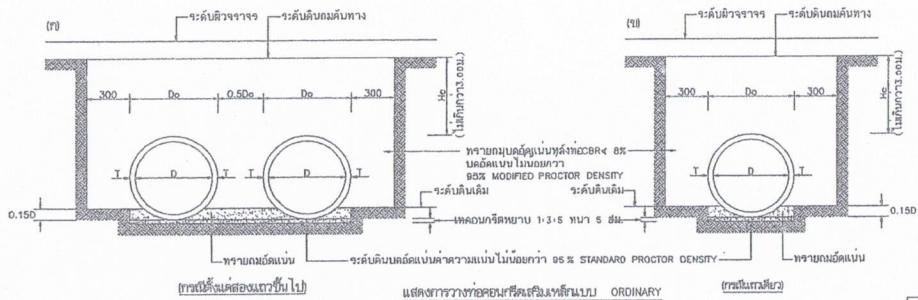 (ก)
ระดับผิวจราจร
ระดับดินถมคันทาง
(ข)
ระดับผิวจราจร
ระดับดินถมคันทาง
300
Do
0.5Do
Do
300
Ho
(ไม่เกินกว่า3.00ม.)
300
Do
300
Ho
(ไม่เกินกว่า3.00ม.)
T
D
T
T
D
T
T
D
T
ทรายถมบดอัดแน่นหลังท่อCBR< 8%
บดอัดแน่นไม่น้อยกว่า
95% MODIFIED PROCTOR DENSITY
ระดับดินเดิม
ระดับดินเดิม
0.15D
เทคอนกรีตหยาบ 1:3:5 หนา 5 ซม.
0.15D
ทรายถมอัดแน่น
ระดับดินบดอัดแน่นค่าความแน่นไม่น้อยกว่า 95 % STANDARD PROCTOR DENSITY
ทรายถมอัดแน่น
(กรณีตั้งแต่สองแถวขึ้นไป)
แสดงการวางท่อคอนกรีตเสริมเหล็กแบบ ORDINARY
(กรณีแถวเดียว)